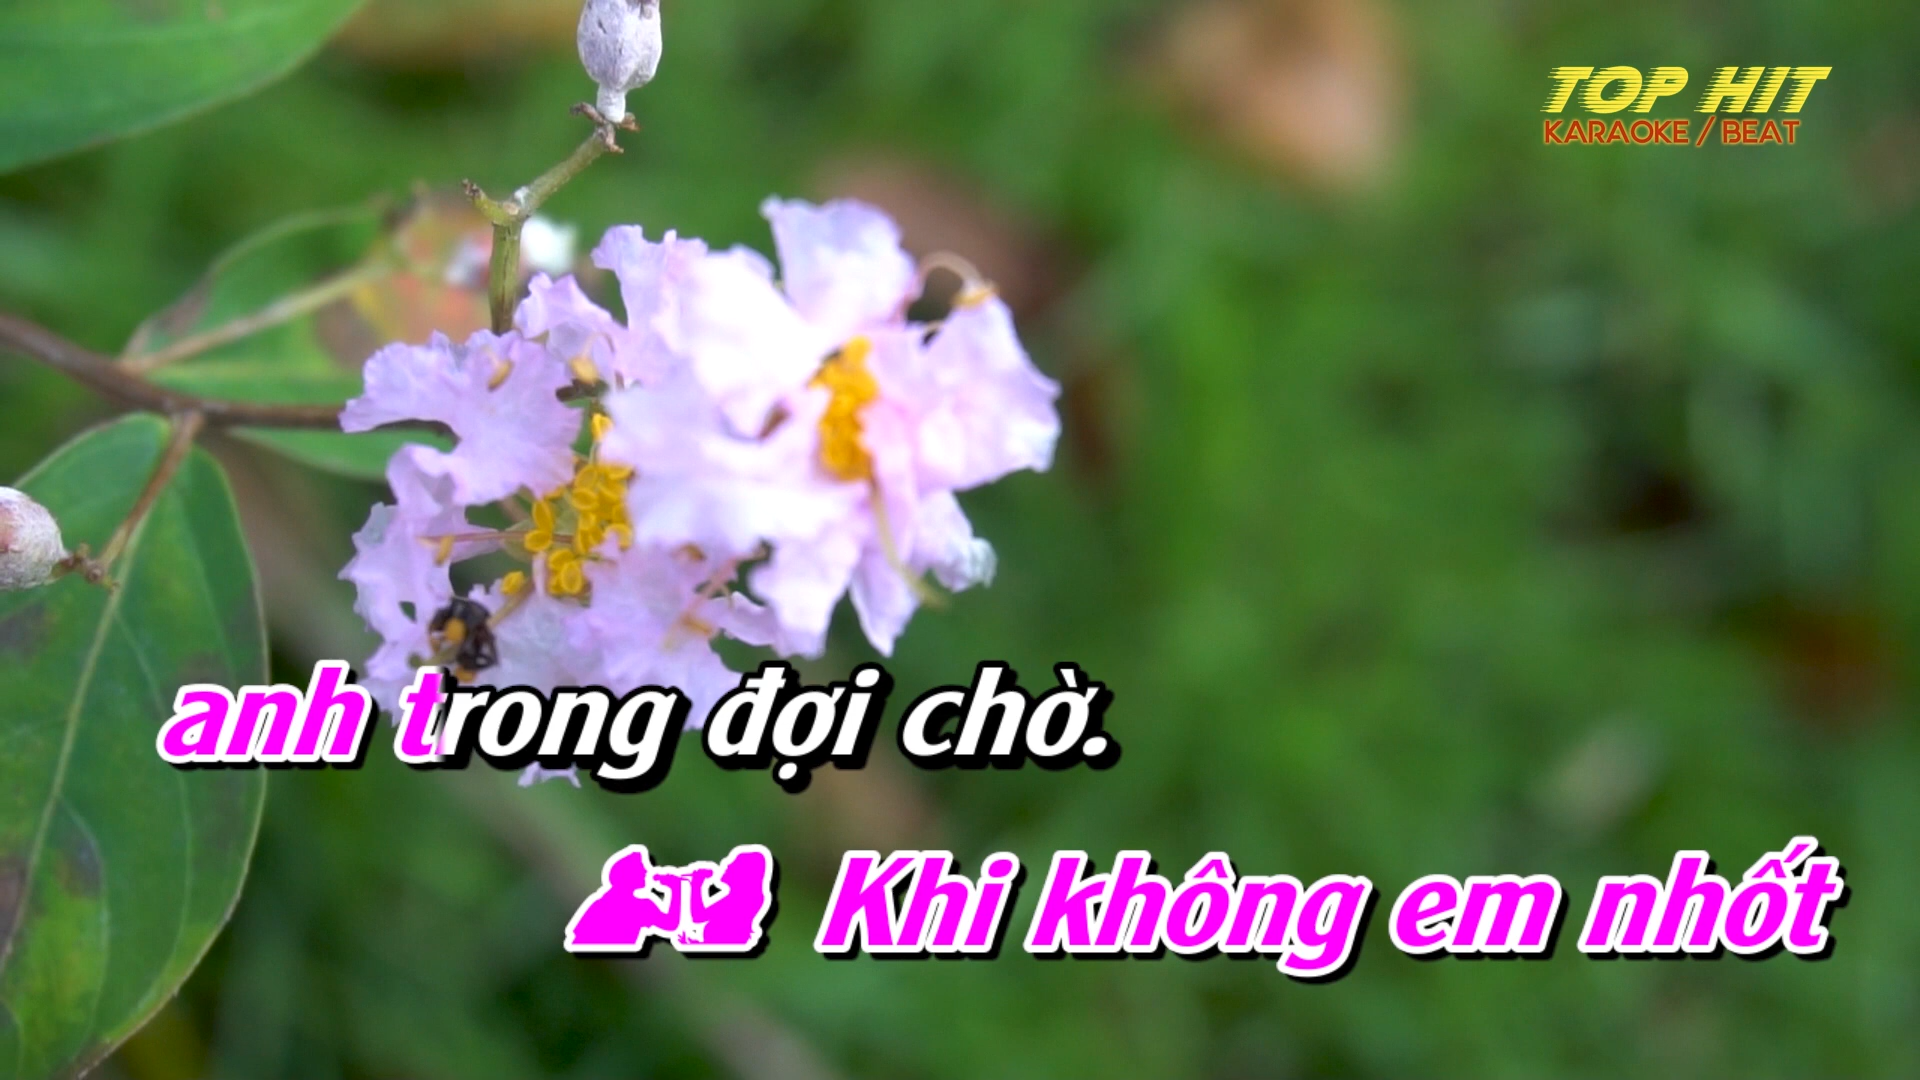 TOP HIT
KARAOKE / BEAT
anh trong đợi chờ.
Khi không em nhốt